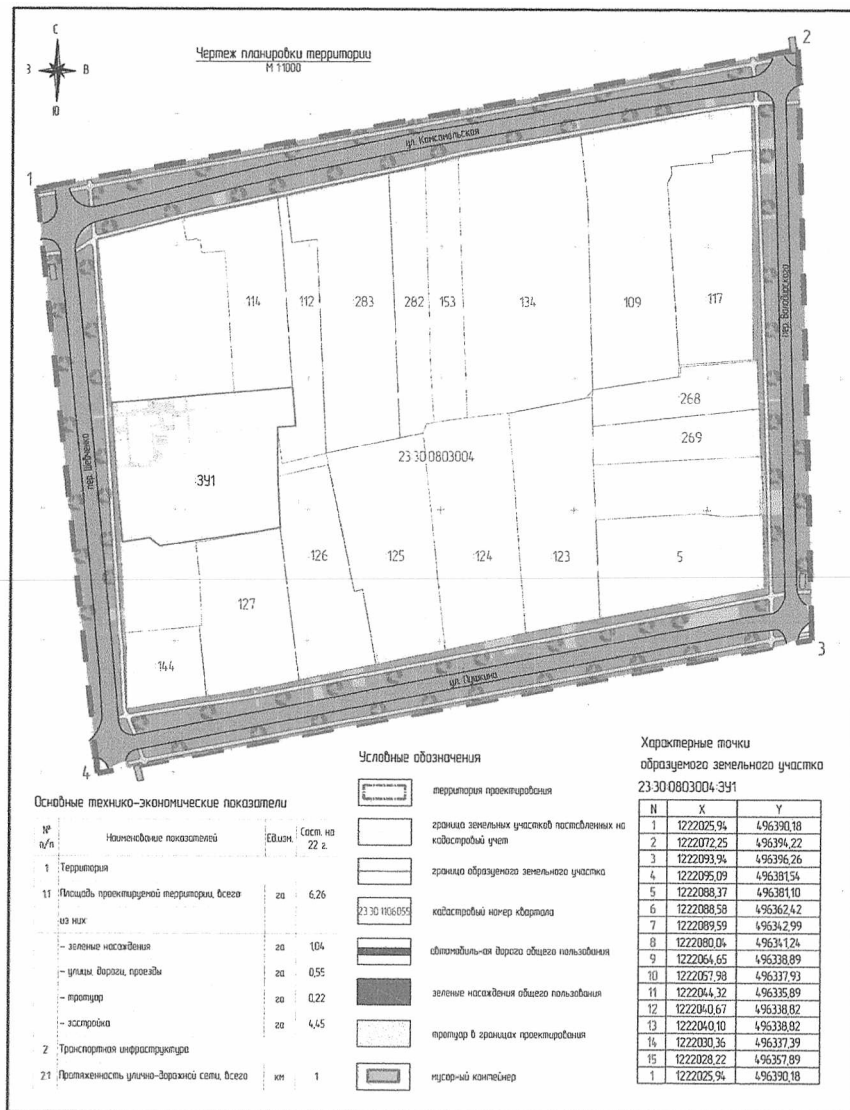 С
З В
Ю
Чертеж планировки территории
М 1:1000
1
2
3
4
ул. Комсомольская
пер. Володарского
пер. Шевченко
ул. Пушкина
114
112
283
282
153
134
109
117
268
269
23:30:0803004
:ЗУ1
126
125
124
123
5
127
144
Основные технико-экономические показатели
№ п/п Наименование показателей Ед.изм. Сост. на 22 г.
1 Территория
1.1 Площадь проектируемой территории, всего га 6,26
из них
- зеленые насаждения га 1,04
- улицы, дороги, проезды га 0,55
- тротуар га 0,22
- застройка га 4,45
2 Транспортная инфраструктура
2.1 Протяженность улично-дорожной сети, всего км 1
Условные обозначения
территория проектирования
граница земельных участков поставленных на
кадастровый учет
граница образуемого земельного участка
23:30:1106055
кадастровый номер квартала
автомобильная дорога общего пользования
зеленые насаждения общего пользования
тротуар в границах проектирования
мусорный контейнер
Характерные точки
образуемого земельного участка
23:30:0803004:ЗУ1
N X Y
1 1222025,94 496390,18
2 1222072,25 496394,22
3 1222093,94 496396,26
4 1222095,09 496381,54
5 1222088,37 496381,10
6 1222088,58 496362,42
7 1222089,59 496342,99
8 1222080,04 496341,24
9 1222064,65 496338,89
10 1222057,98 496337,93
11 1222044,32 496335,89
12 1222040,67 496338,82
13 1222040,10 496338,82
14 1222030,36 496337,39
15 1222028,22 496357,89
1 1222025,94 496390,18